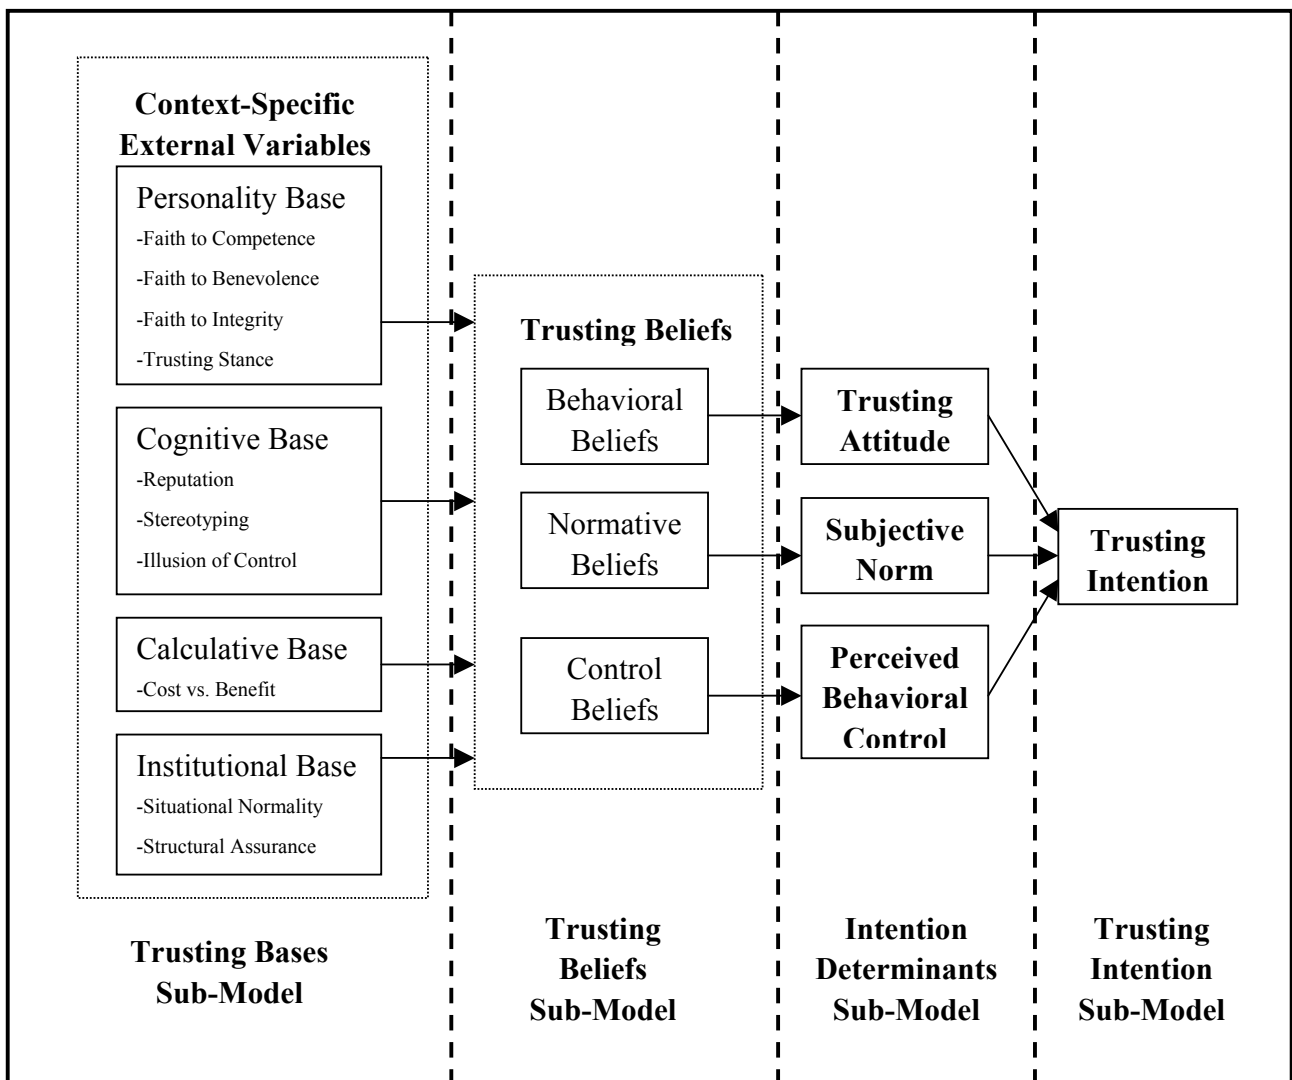 Context-Specific
External Variables
Personality Base
-Faith to Competence
-Faith to Benevolence
-Faith to Integrity
-Trusting Stance
Cognitive Base
-Reputation
-Stereotyping
-Illusion of Control
Calculative Base
-Cost vs. Benefit
Institutional Base
-Situational Normality
-Structural Assurance
Trusting Bases
Sub-Model
Trusting Beliefs
Behavioral
Beliefs
Normative
Beliefs
Control
Beliefs
Trusting
Beliefs
Sub-Model
Trusting
Attitude
Subjective
Norm
Perceived
Behavioral
Control
Intention
Determinants
Sub-Model
Trusting
Intention
Trusting
Intention
Sub-Model